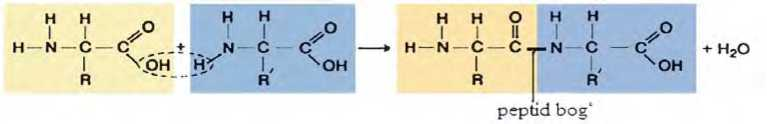 H H O H H O H H O H H O
H–N–C–C + N–C–C → H–N–C–C–N–C–C + H₂O
OH H OH OH
R R' R R'
peptid bog‘